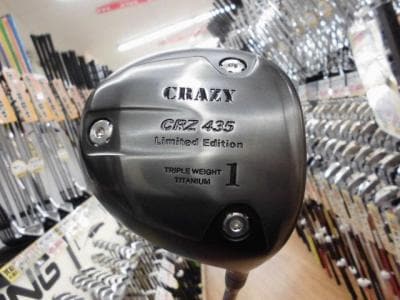 CRAZY
CRZ 435
Limited Edition
TRIPLE WEIGHT
TITANIUM
1